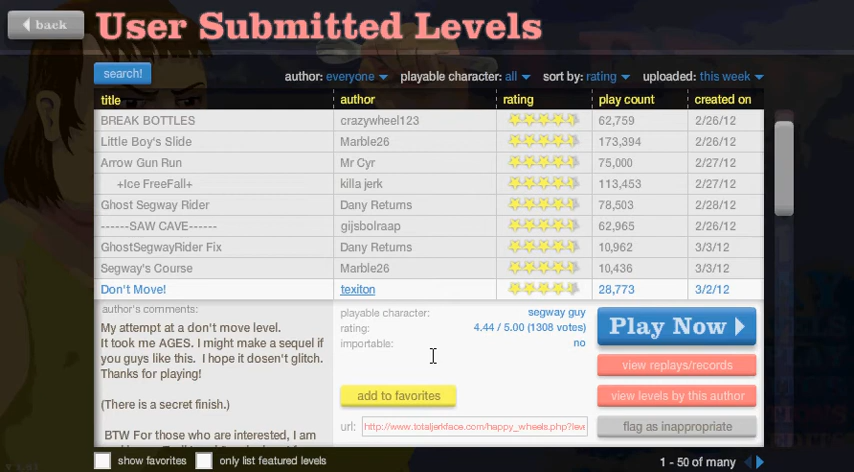 back
User Submitted Levels
search!
author: everyone playable character: all sort by: rating uploaded: this week
title author rating play count created on
BREAK BOTTLES crazywheel123 62,759 2/26/12
Little Boy's Slide Marble26 173,394 2/26/12
Arrow Gun Run Mr Cyr 75,000 2/27/12
+Ice FreeFall+ killa jerk 113,453 2/27/12
Ghost Segway Rider Dany Returns 78,503 2/28/12
------SAW CAVE------ gijsbolraap 62,965 2/26/12
GhostSegwayRider Fix Dany Returns 10,962 3/3/12
Segway's Course Marble26 10,436 3/3/12
Don't Move! texiton 28,773 3/2/12
author's comments:
My attempt at a don't move level.
It took me AGES. I might make a sequel if
you guys like this. I hope it dosen't glitch.
Thanks for playing!
(There is a secret finish.)
BTW For those who are interested, I am
playable character: segway guy
rating: 4.44 / 5.00 (1308 votes)
importable: no
add to favorites
url: http://www.totaljerkface.com/happy_wheels.php?leve
Play Now
view replays/records
view levels by this author
flag as inappropriate
show favorites only list featured levels 1 - 50 of many